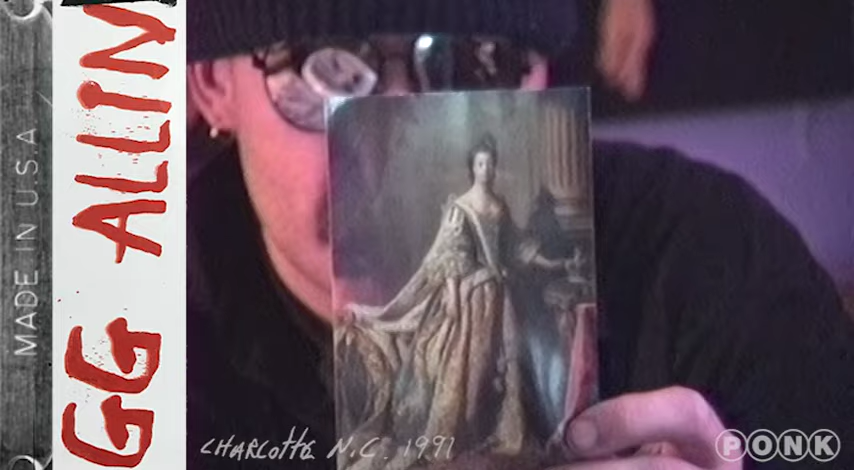 MADE IN U.S.A
GG ALLIN
CHARLOTTE N.C. 1991
PONK